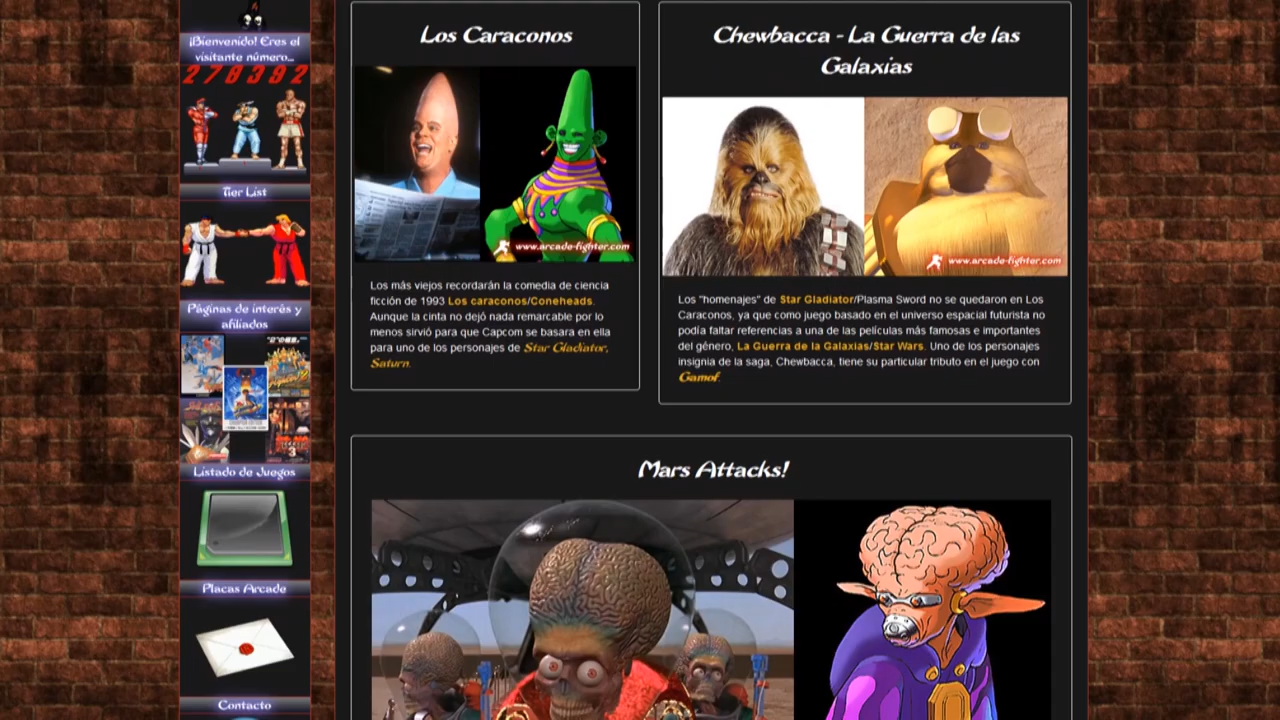 ¡Bienvenido! Eres el
visitante número...
278392
Tier List
Páginas de interés y
afiliados
Listado de Juegos
Placas Arcade
Contacto
Los Caraconos
www.arcade-fighter.com
Los más viejos recordarán la comedia de ciencia
ficción de 1993 Los caraconos/Coneheads.
Aunque la cinta no dejó nada remarcable por lo
menos sirvió para que Capcom se basara en ella
para uno de los personajes de Star Gladiator,
Saturn.
Chewbacca - La Guerra de las
Galaxias
www.arcade-fighter.com
Los "homenajes" de Star Gladiator/Plasma Sword no se quedaron en Los
Caraconos, ya que como juego basado en el universo espacial futurista no
podía faltar referencias a una de las películas más famosas e importantes
del género, La Guerra de la Galaxias/Star Wars. Uno de los personajes
insignia de la saga, Chewbacca, tiene su particular tributo en el juego con
Gamof.
Mars Attacks!